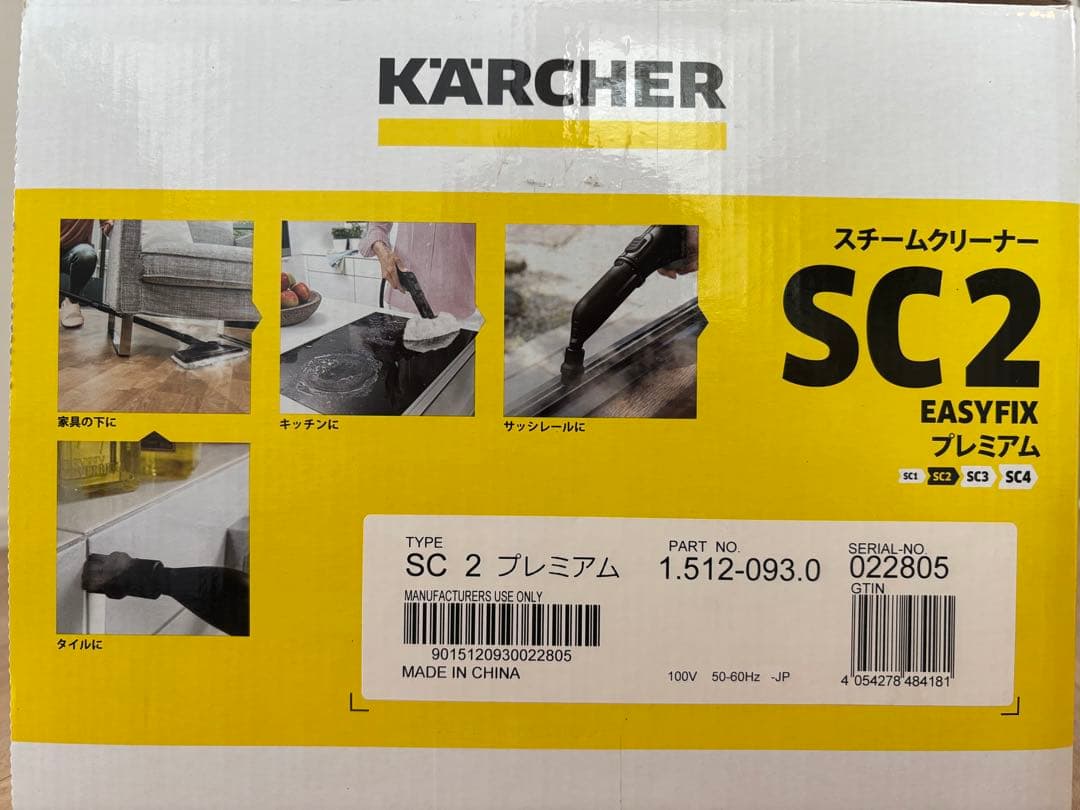 KÄRCHER
スチームクリーナー
SC 2
EASYFIX
プレミアム
SC1 SC2 SC3 SC4
家具の下に
キッチンに
サッシレールに
タイルに
TYPE
SC 2 プレミアム
PART NO.
1.512-093.0
SERIAL-NO.
022805
MANUFACTURERS USE ONLY
9015120930022805
MADE IN CHINA
100V 50-60Hz -JP
GTIN
4 054278 484181